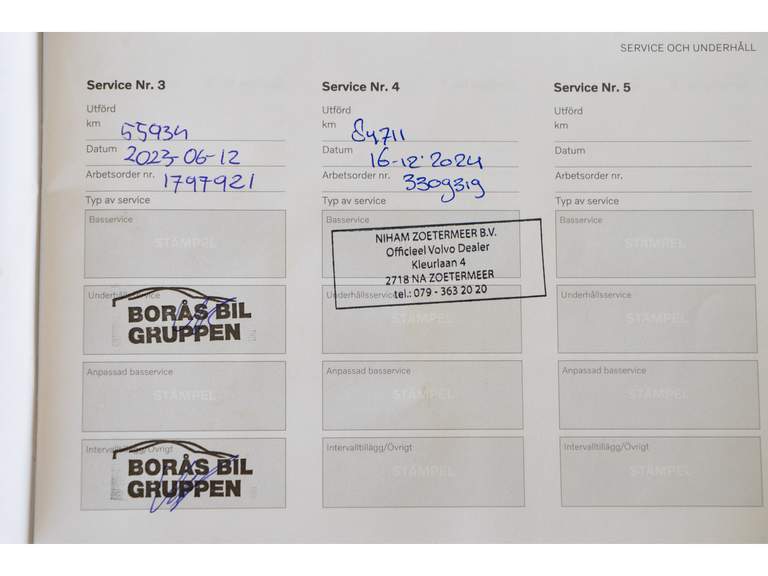 SERVICE OCH UNDERHÅLL
Service Nr. 3
Utförd
km 55934
Datum 2023-06-12
Arbetsorder nr. 1797921
Typ av service
Basservice
STÄMPEL
Underhållsservice
BORÅS BIL
GRUPPEN
Anpassad basservice
STÄMPEL
Intervalltillägg/Övrigt
BORÅS BIL
GRUPPEN
Service Nr. 4
Utförd
km 84711
Datum 16-12-2024
Arbetsorder nr. 3309319
Typ av service
Basservice
NIHAM ZOETERMEER B.V.
Officieel Volvo Dealer
Kleurlaan 4
2718 NA ZOETERMEER
tel.: 079 - 363 20 20
Underhållsservice
STÄMPEL
Anpassad basservice
STÄMPEL
Intervalltillägg/Övrigt
STÄMPEL
Service Nr. 5
Utförd
km
Datum
Arbetsorder nr.
Typ av service
Basservice
STÄMPEL
Underhållsservice
STÄMPEL
Anpassad basservice
STÄMPEL
Intervalltillägg/Övrigt
STÄMPEL